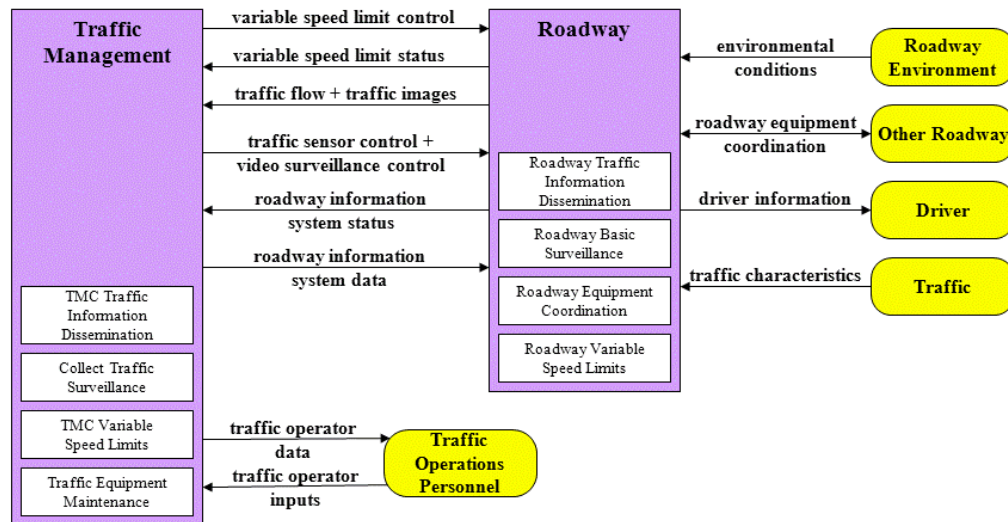 Traffic
Management
TMC Traffic
Information
Dissemination
Collect Traffic
Surveillance
TMC Variable
Speed Limits
Traffic Equipment
Maintenance
variable speed limit control
variable speed limit status
traffic flow + traffic images
traffic sensor control +
video surveillance control
roadway information
system status
roadway information
system data
traffic operator
data
traffic operator
inputs
Traffic
Operations
Personnel
Roadway
Roadway Traffic
Information
Dissemination
Roadway Basic
Surveillance
Roadway Equipment
Coordination
Roadway Variable
Speed Limits
environmental
conditions
roadway equipment
coordination
driver information
traffic characteristics
Roadway
Environment
Other Roadway
Driver
Traffic